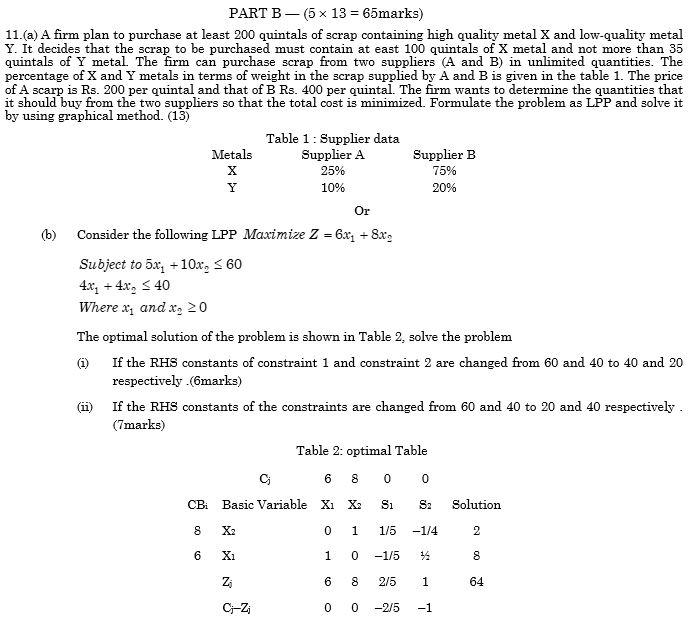 PART B — (5 × 13 = 65marks)
11.(a) A firm plan to purchase at least 200 quintals of scrap containing high quality metal X and low-quality metal
Y. It decides that the scrap to be purchased must contain at east 100 quintals of X metal and not more than 35
quintals of Y metal. The firm can purchase scrap from two suppliers (A and B) in unlimited quantities. The
percentage of X and Y metals in terms of weight in the scrap supplied by A and B is given in the table 1. The price
of A scarp is Rs. 200 per quintal and that of B Rs. 400 per quintal. The firm wants to determine the quantities that
it should buy from the two suppliers so that the total cost is minimized. Formulate the problem as LPP and solve it
by using graphical method. (13)
Table 1 : Supplier data
Metals Supplier A Supplier B
X 25% 75%
Y 10% 20%
Or
(b) Consider the following LPP Maximize Z = 6x₁ + 8x₂
Subject to 5x₁ + 10x₂ ≤ 60
4x₁ + 4x₂ ≤ 40
Where x₁ and x₂ ≥ 0
The optimal solution of the problem is shown in Table 2, solve the problem
(i) If the RHS constants of constraint 1 and constraint 2 are changed from 60 and 40 to 40 and 20
respectively .(6marks)
(ii) If the RHS constants of the constraints are changed from 60 and 40 to 20 and 40 respectively .
(7marks)
Table 2: optimal Table
Cj 6 8 0 0
CBi Basic Variable X₁ X₂ S₁ S₂ Solution
8 X₂ 0 1 1/5 –1/4 2
6 X₁ 1 0 –1/5 ½ 8
Zj 6 8 2/5 1 64
Cj–Zj 0 0 –2/5 –1